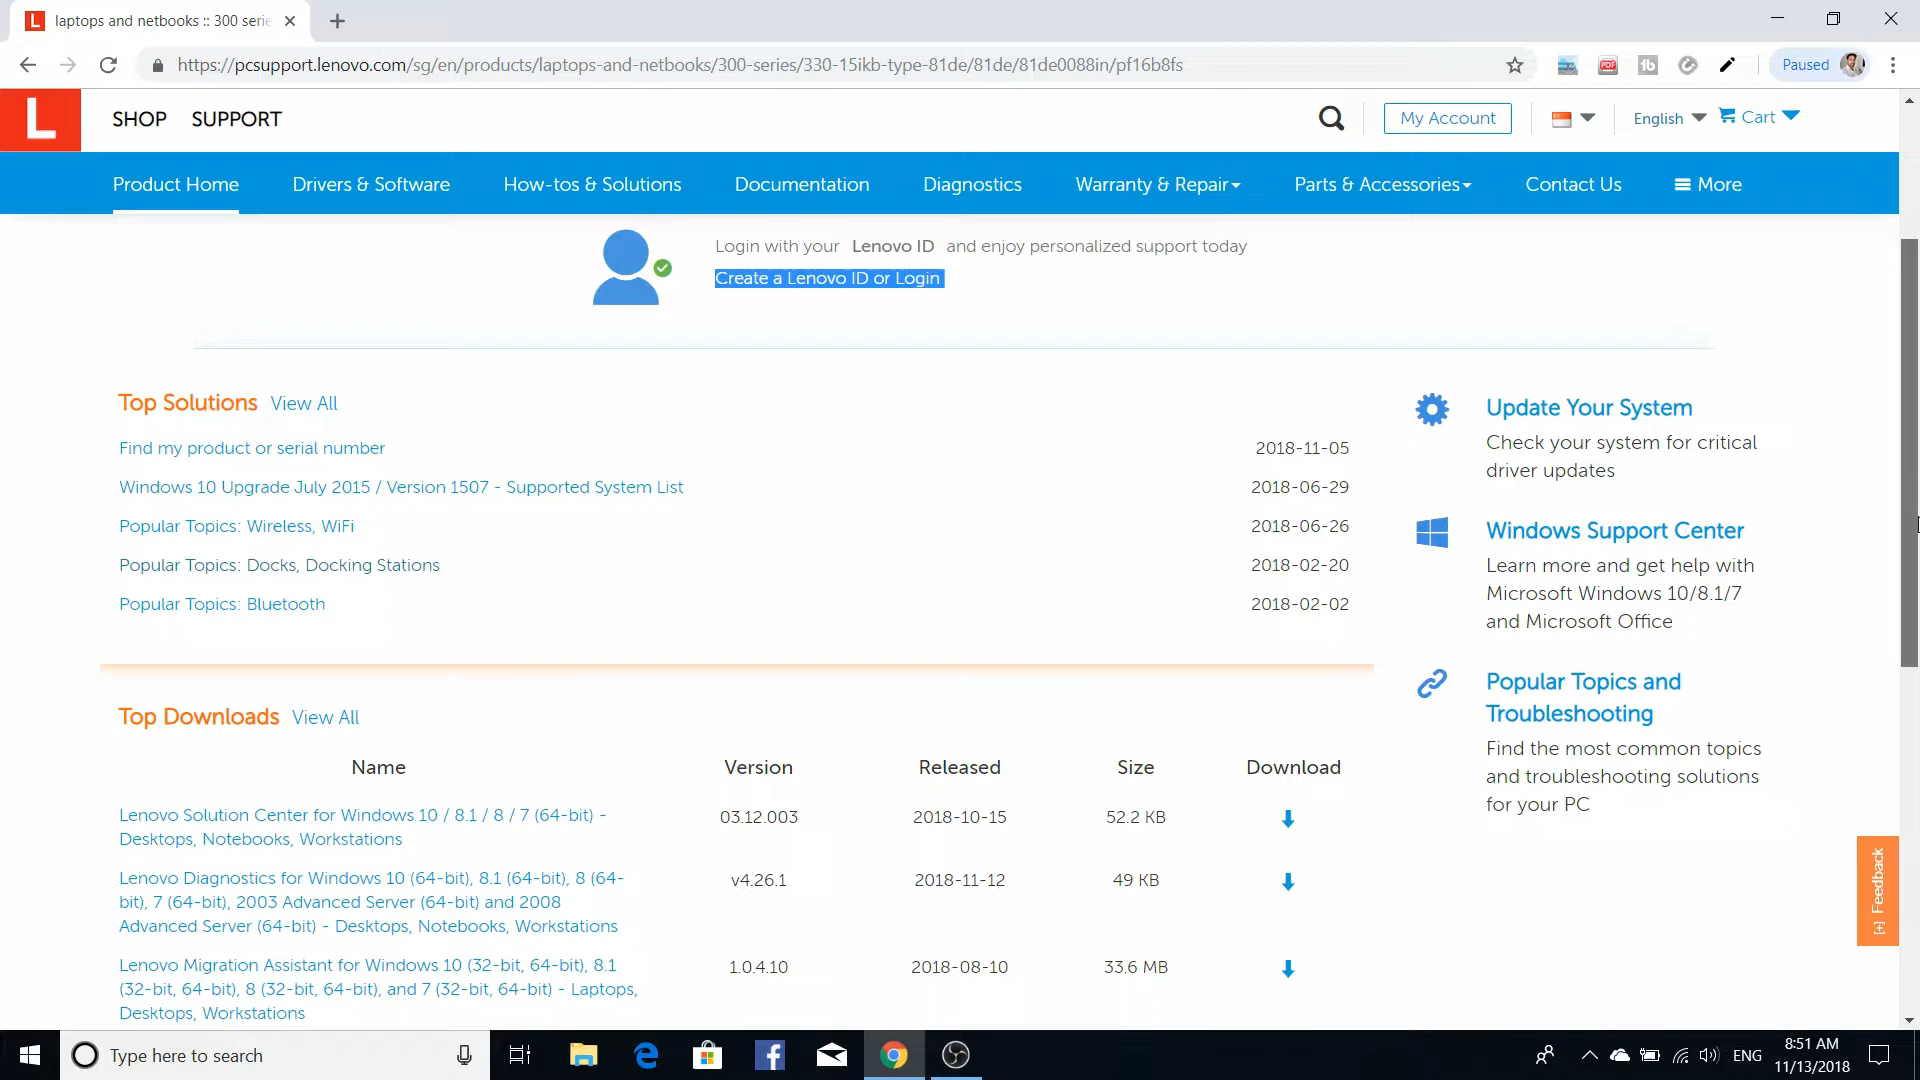 laptops and netbooks :: 300 serie
https://pcsupport.lenovo.com/sg/en/products/laptops-and-netbooks/300-series/330-15ikb-type-81de/81de/81de0088in/pf16b8fs
PDF
tb
Paused
L
SHOP SUPPORT
My Account
English
Cart
Product Home Drivers & Software How-tos & Solutions Documentation Diagnostics Warranty & Repair Parts & Accessories Contact Us More
Login with your Lenovo ID and enjoy personalized support today
Create a Lenovo ID or Login
Top Solutions View All
Find my product or serial number 2018-11-05
Windows 10 Upgrade July 2015 / Version 1507 - Supported System List 2018-06-29
Popular Topics: Wireless, WiFi 2018-06-26
Popular Topics: Docks, Docking Stations 2018-02-20
Popular Topics: Bluetooth 2018-02-02
Update Your System
Check your system for critical
driver updates
Windows Support Center
Learn more and get help with
Microsoft Windows 10/8.1/7
and Microsoft Office
Popular Topics and
Troubleshooting
Find the most common topics
and troubleshooting solutions
for your PC
Top Downloads View All
Name Version Released Size Download
Lenovo Solution Center for Windows 10 / 8.1 / 8 / 7 (64-bit) -
Desktops, Notebooks, Workstations
03.12.003 2018-10-15 52.2 KB
Lenovo Diagnostics for Windows 10 (64-bit), 8.1 (64-bit), 8 (64-
bit), 7 (64-bit), 2003 Advanced Server (64-bit) and 2008
Advanced Server (64-bit) - Desktops, Notebooks, Workstations
v4.26.1 2018-11-12 49 KB
Lenovo Migration Assistant for Windows 10 (32-bit, 64-bit), 8.1
(32-bit, 64-bit), 8 (32-bit, 64-bit), and 7 (32-bit, 64-bit) - Laptops,
Desktops, Workstations
1.0.4.10 2018-08-10 33.6 MB
[+] Feedback
Type here to search
ENG
8:51 AM
11/13/2018